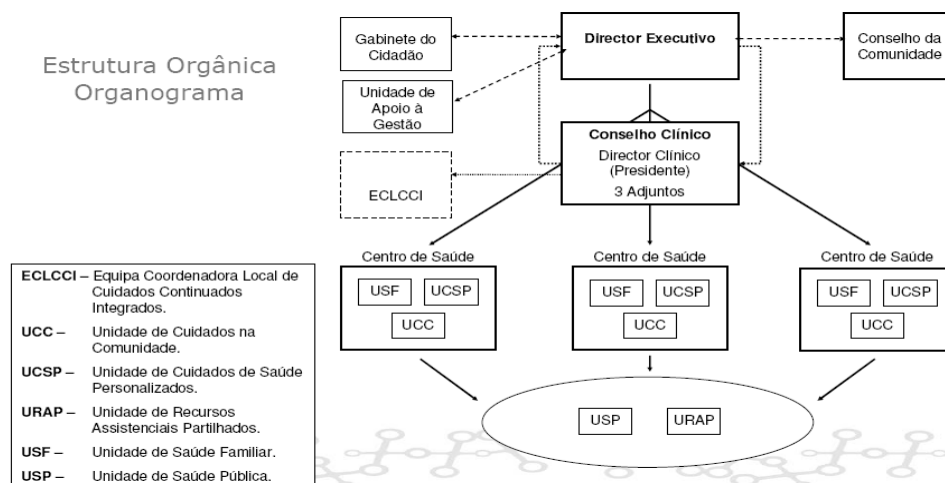 Estrutura Orgânica
Organograma
Gabinete do
Cidadão
Director Executivo
Conselho da
Comunidade
Unidade de
Apoio à
Gestão
Conselho Clínico
Director Clínico
(Presidente)
3 Adjuntos
ECLCCI
Centro de Saúde
USF
UCSP
UCC
Centro de Saúde
USF
UCSP
UCC
Centro de Saúde
USF
UCSP
UCC
USP
URAP
ECLCCI – Equipa Coordenadora Local de
Cuidados Continuados
Integrados.
UCC – Unidade de Cuidados na
Comunidade.
UCSP – Unidade de Cuidados de Saúde
Personalizados.
URAP – Unidade de Recursos
Assistenciais Partilhados.
USF – Unidade de Saúde Familiar.
USP – Unidade de Saúde Pública.